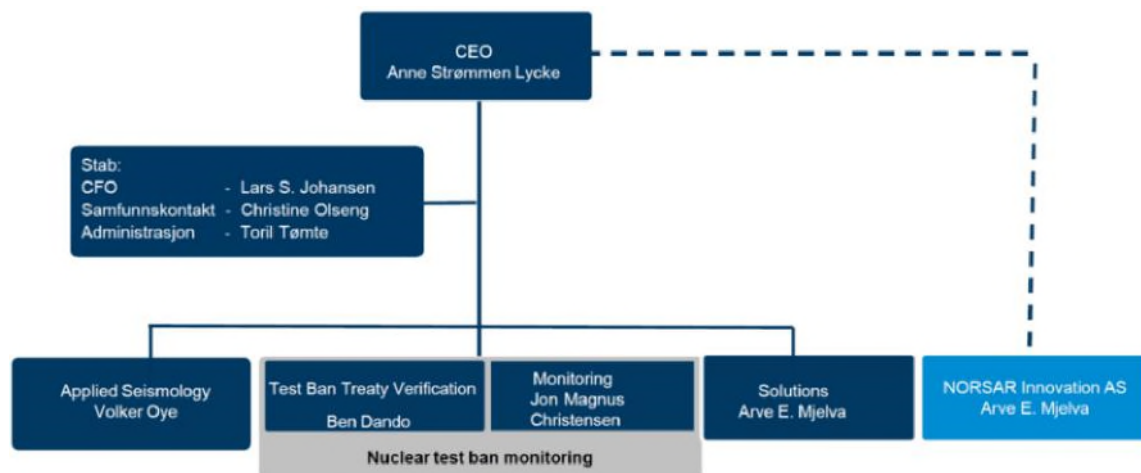 CEO
Anne Strømmen Lycke
Stab:
CFO - Lars S. Johansen
Samfunnskontakt - Christine Olseng
Administrasjon - Toril Tømte
Applied Seismology
Volker Oye
Test Ban Treaty Verification
Ben Dando
Monitoring
Jon Magnus
Christensen
Solutions
Arve E. Mjelva
NORSAR Innovation AS
Arve E. Mjelva
Nuclear test ban monitoring